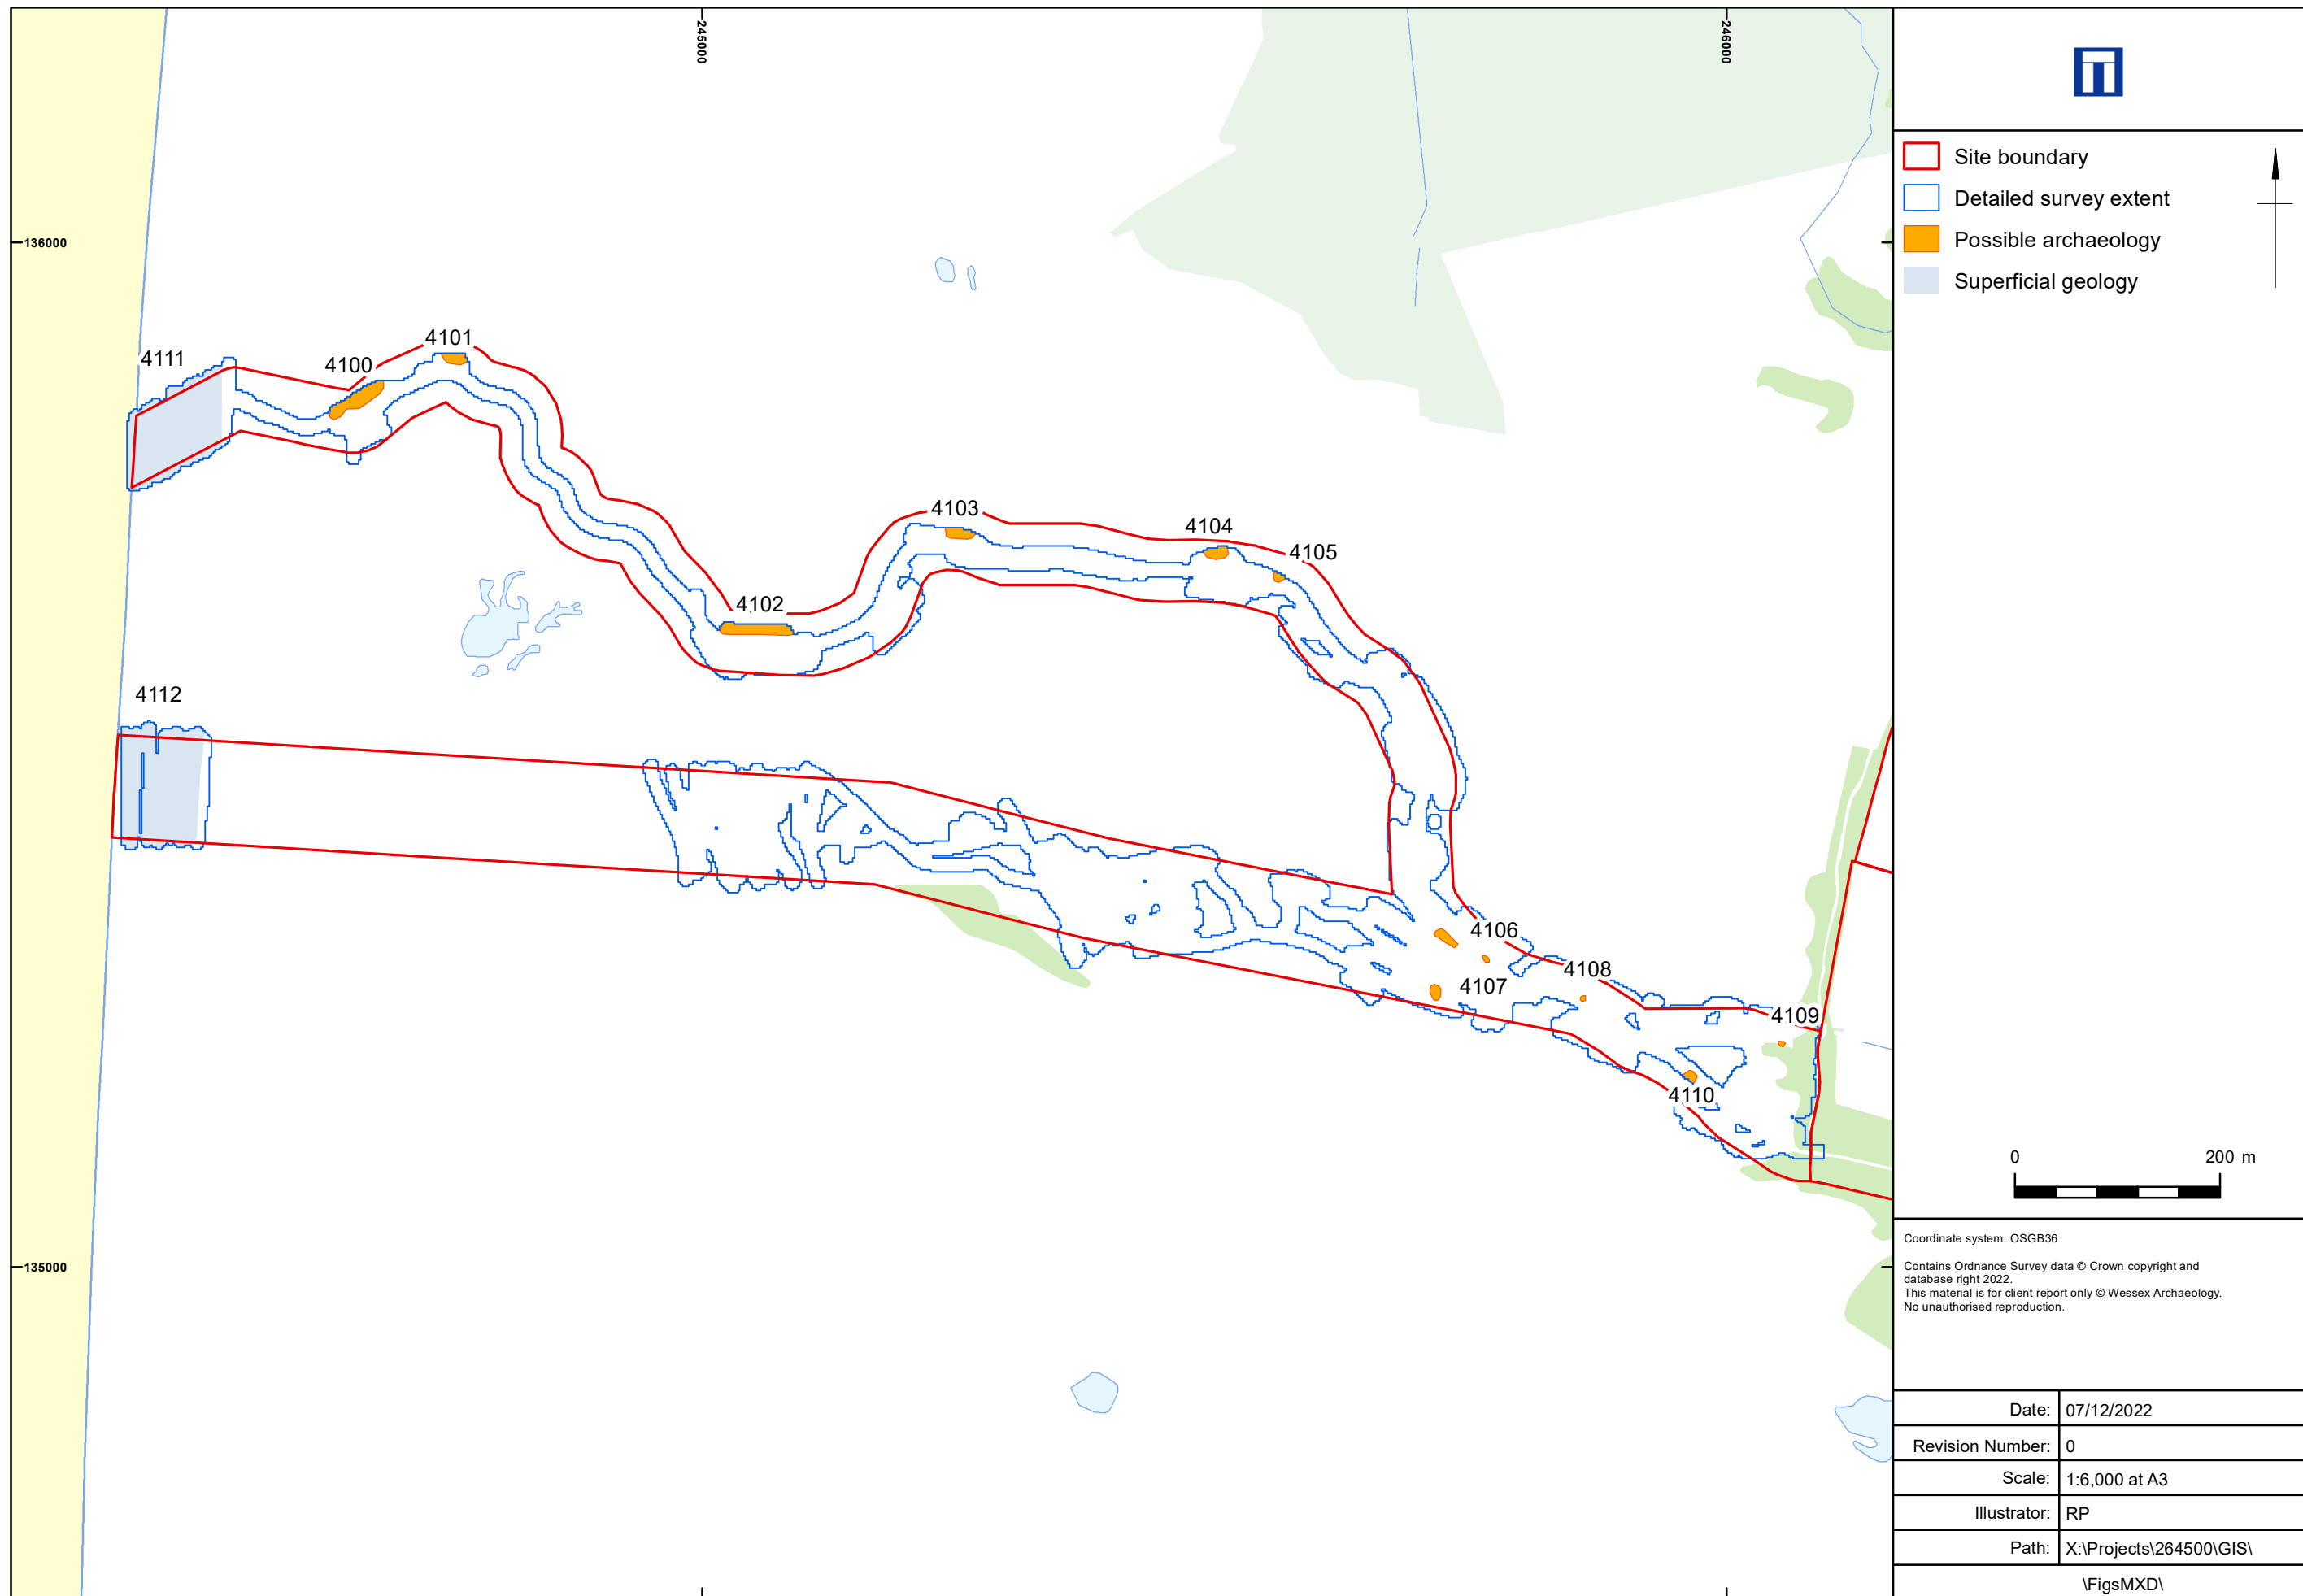 245000
246000
136000
135000
4111
4100
4101
4102
4103
4104
4105
4112
4106
4107
4108
4109
4110
Site boundary
Detailed survey extent
Possible archaeology
Superficial geology
0 200 m
Coordinate system: OSGB36
Contains Ordnance Survey data © Crown copyright and
database right 2022.
This material is for client report only © Wessex Archaeology.
No unauthorised reproduction.
Date: 07/12/2022
Revision Number: 0
Scale: 1:6,000 at A3
Illustrator: RP
Path: X:\Projects\264500\GIS\
\FigsMXD\